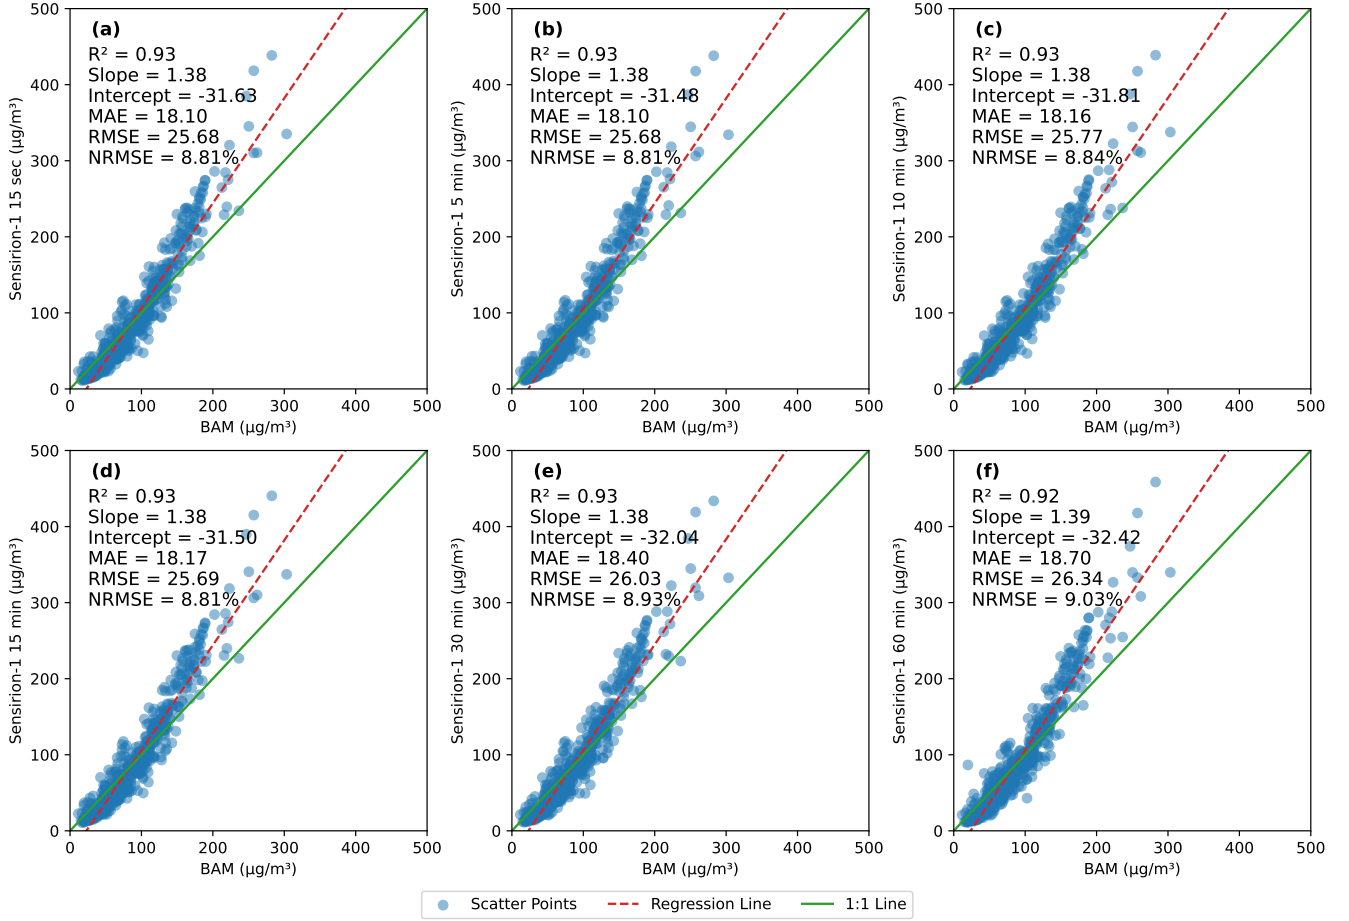 (a)
R² = 0.93
Slope = 1.38
Intercept = -31.63
MAE = 18.10
RMSE = 25.68
NRMSE = 8.81%
Sensirion-1 15 sec (µg/m³)
500
400
300
200
100
0
0 100 200 300 400 500
BAM (µg/m³)
(b)
R² = 0.93
Slope = 1.38
Intercept = -31.48
MAE = 18.10
RMSE = 25.68
NRMSE = 8.81%
Sensirion-1 5 min (µg/m³)
500
400
300
200
100
0
0 100 200 300 400 500
BAM (µg/m³)
(c)
R² = 0.93
Slope = 1.38
Intercept = -31.81
MAE = 18.16
RMSE = 25.77
NRMSE = 8.84%
Sensirion-1 10 min (µg/m³)
500
400
300
200
100
0
0 100 200 300 400 500
BAM (µg/m³)
(d)
R² = 0.93
Slope = 1.38
Intercept = -31.50
MAE = 18.17
RMSE = 25.69
NRMSE = 8.81%
Sensirion-1 15 min (µg/m³)
500
400
300
200
100
0
0 100 200 300 400 500
BAM (µg/m³)
(e)
R² = 0.93
Slope = 1.38
Intercept = -32.04
MAE = 18.40
RMSE = 26.03
NRMSE = 8.93%
Sensirion-1 30 min (µg/m³)
500
400
300
200
100
0
0 100 200 300 400 500
BAM (µg/m³)
(f)
R² = 0.92
Slope = 1.39
Intercept = -32.42
MAE = 18.70
RMSE = 26.34
NRMSE = 9.03%
Sensirion-1 60 min (µg/m³)
500
400
300
200
100
0
0 100 200 300 400 500
BAM (µg/m³)
Scatter Points Regression Line 1:1 Line